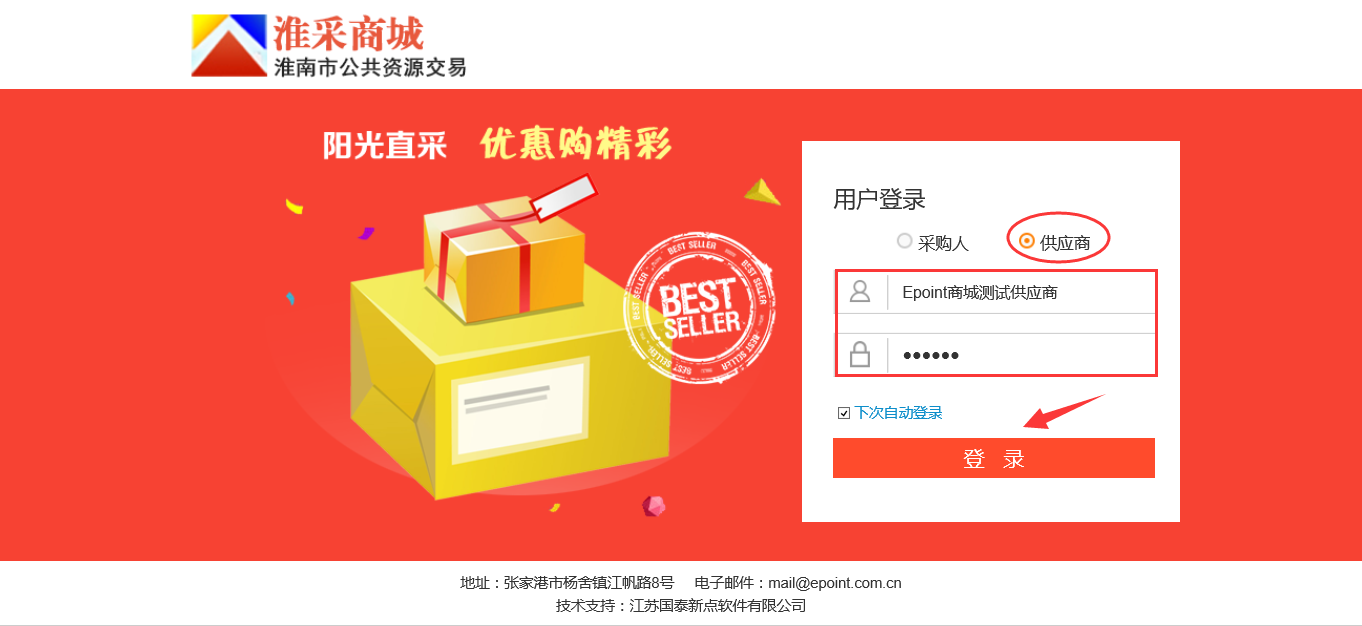 淮采商城
淮南市公共资源交易
阳光直采 优惠购精彩
BEST SELLER
BEST
SELLER
用户登录
采购人 供应商
Epoint商城测试供应商
●●●●●●
下次自动登录
登 录
地址：张家港市杨舍镇江帆路8号 电子邮件：mail@epoint.com.cn
技术支持：江苏国泰新点软件有限公司